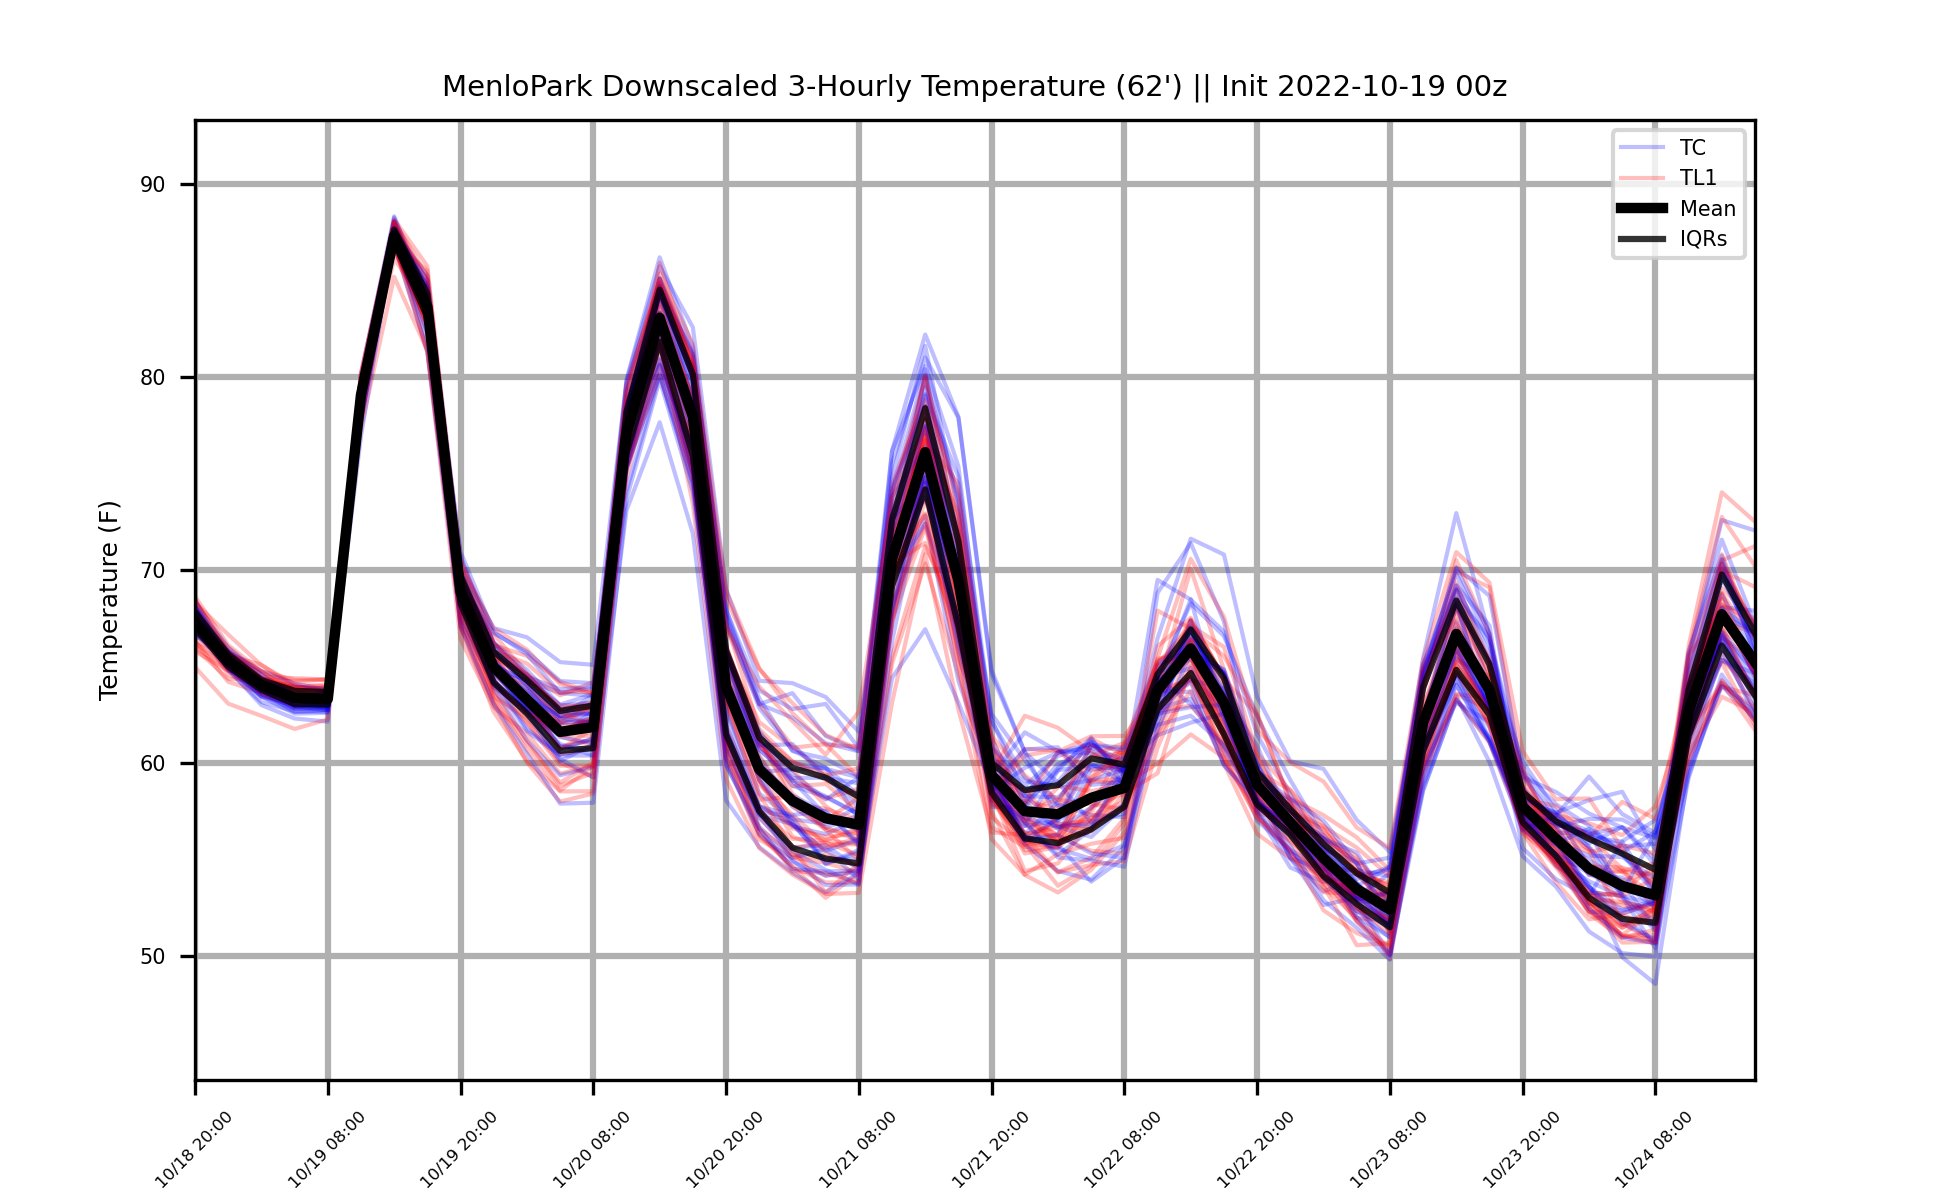 MenloPark Downscaled 3-Hourly Temperature (62') || Init 2022-10-19 00z
TC
TL1
Mean
IQRs
Temperature (F)
90
80
70
60
50
10/18 20:00
10/19 08:00
10/19 20:00
10/20 08:00
10/20 20:00
10/21 08:00
10/21 20:00
10/22 08:00
10/22 20:00
10/23 08:00
10/23 20:00
10/24 08:00